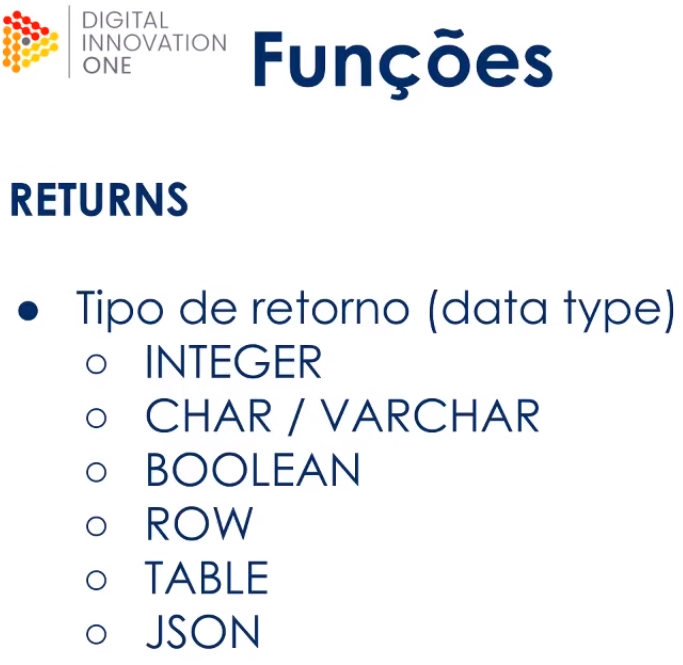 DIGITAL
INNOVATION
ONE
Funções
RETURNS
● Tipo de retorno (data type)
○ INTEGER
○ CHAR / VARCHAR
○ BOOLEAN
○ ROW
○ TABLE
○ JSON